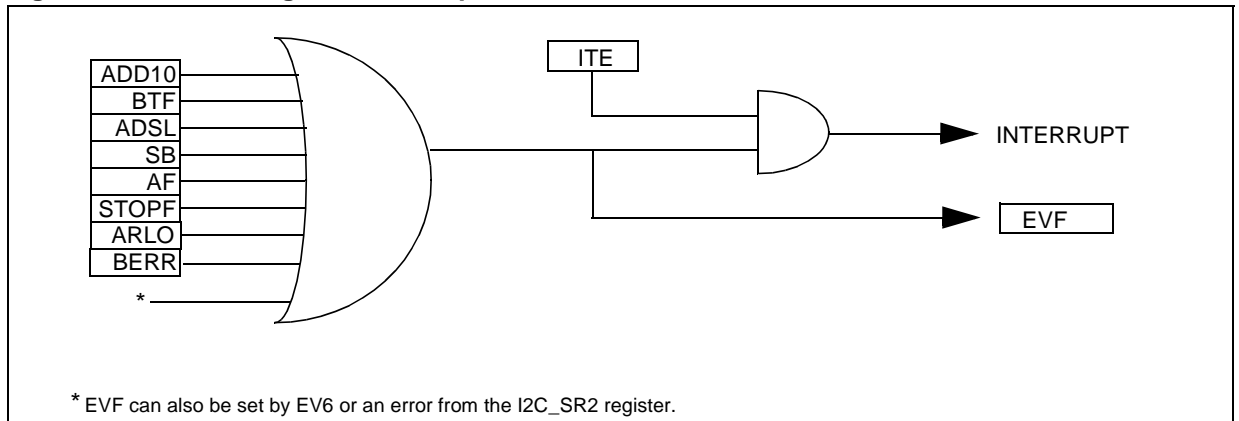 ITE
ADD10
BTF
ADSL
SB
AF
STOPF
ARLO
BERR
*
INTERRUPT
EVF
* EVF can also be set by EV6 or an error from the I2C_SR2 register.